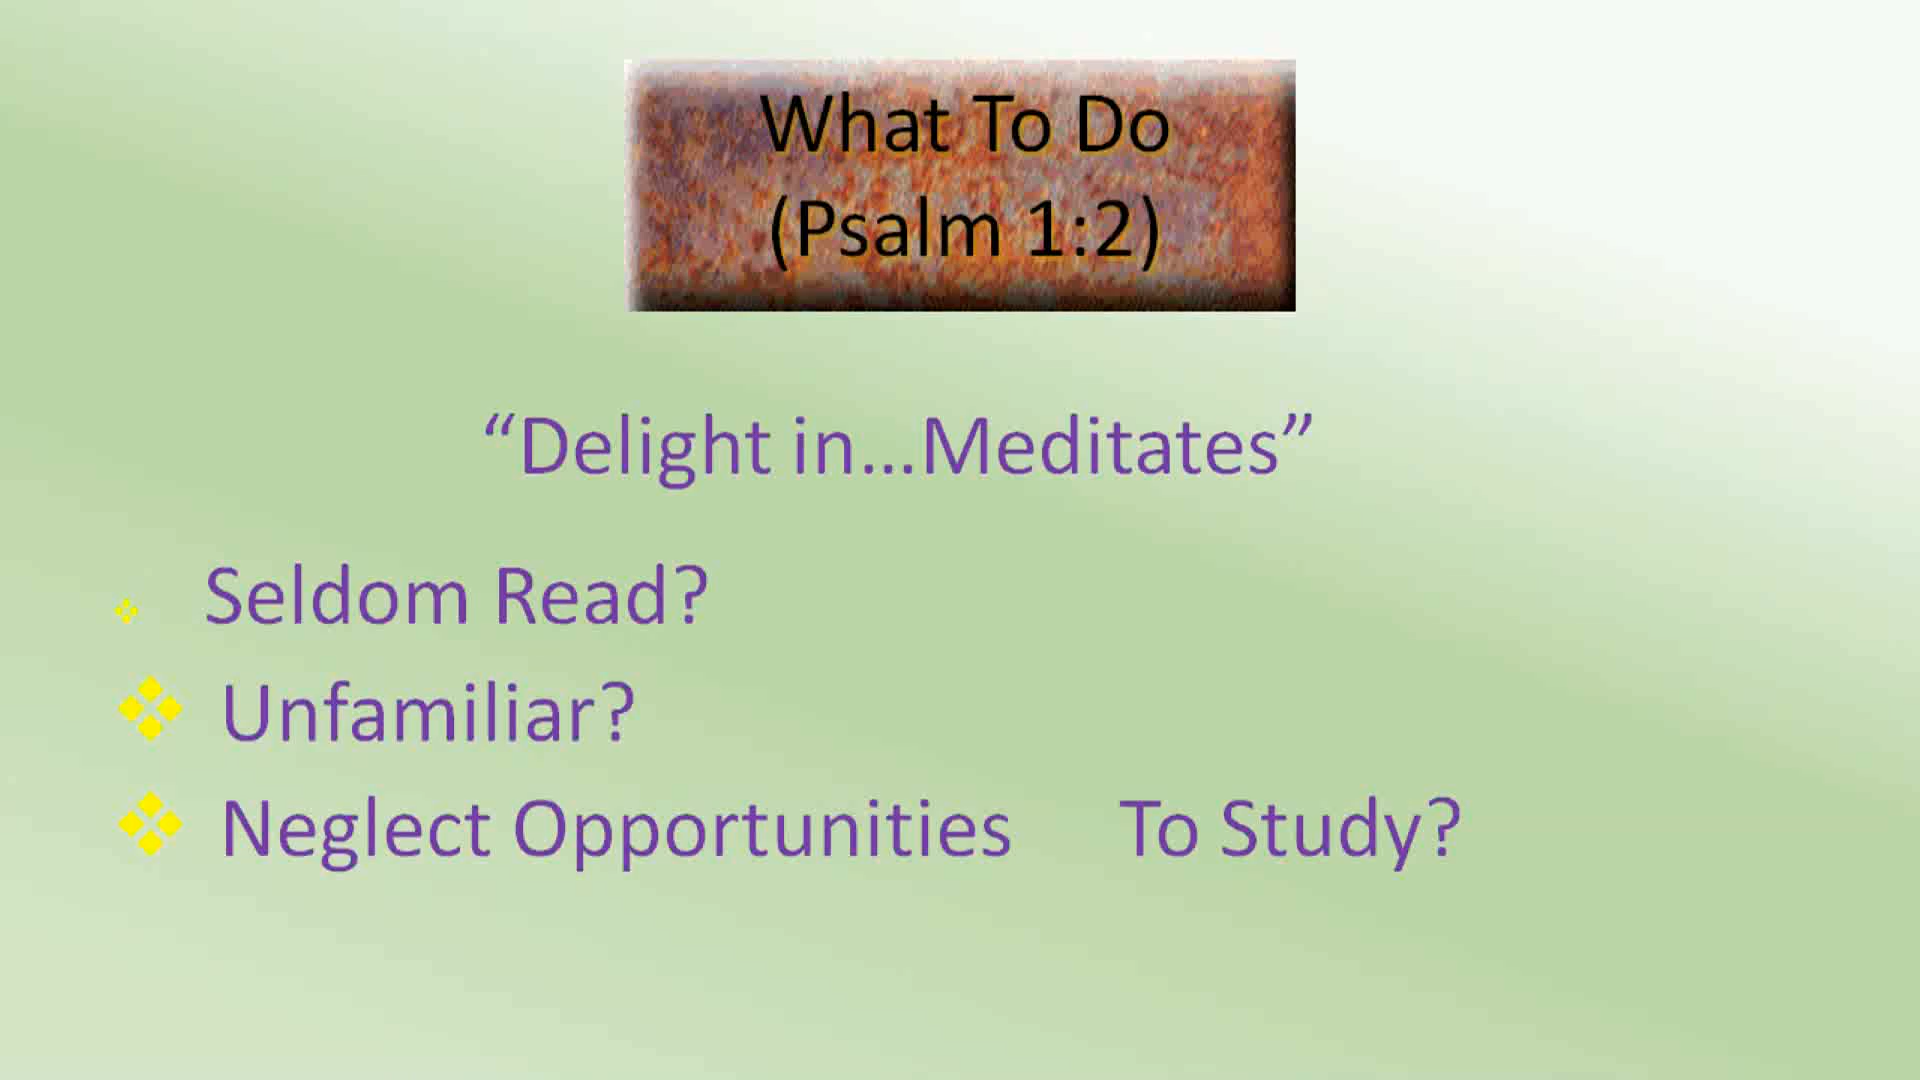 What To Do
(Psalm 1:2)
“Delight in…Meditates”
Seldom Read?
Unfamiliar?
Neglect Opportunities To Study?